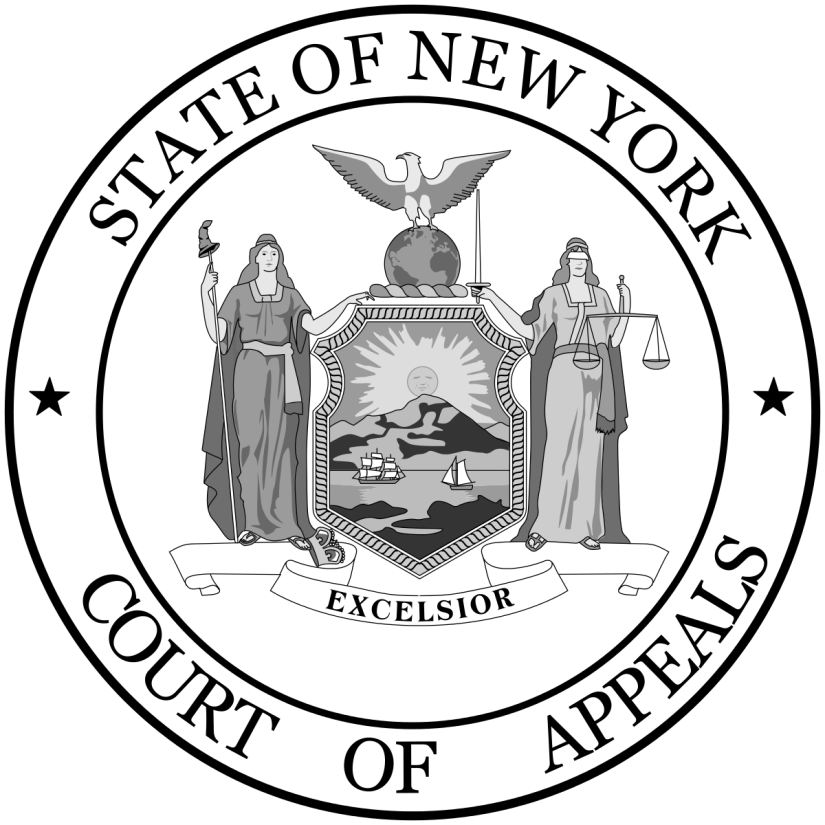 STATE OF NEW YORK
EXCELSIOR
COURT OF APPEALS